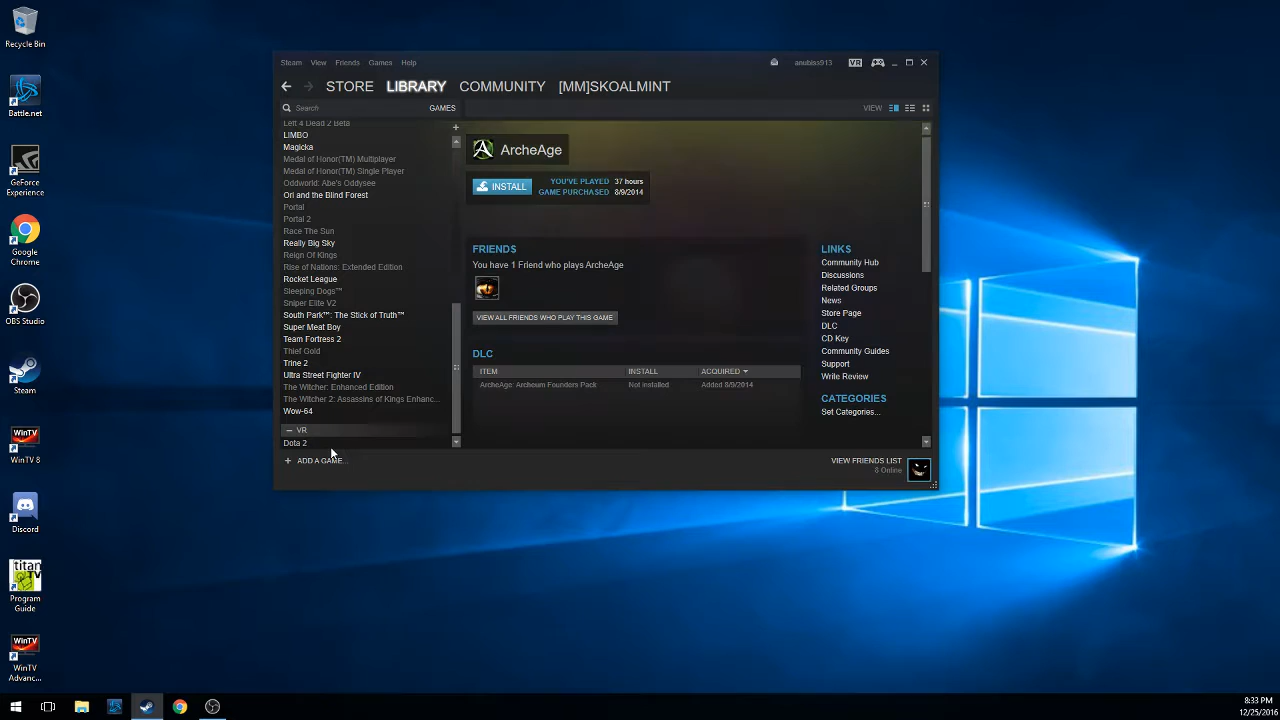 Recycle Bin
Battle.net
GeForce
Experience
Google
Chrome
OBS Studio
Steam
WinTV 8
Discord
titan
TV
Program
Guide
WinTV
Advanc...
Steam View Friends Games Help
anubiss913
VR
STORE LIBRARY COMMUNITY [MM]SKOALMINT
Search
GAMES
VIEW
Left 4 Dead 2 Beta
LIMBO
Magicka
Medal of Honor(TM) Multiplayer
Medal of Honor(TM) Single Player
Oddworld: Abe's Oddysee
Ori and the Blind Forest
Portal
Portal 2
Race The Sun
Really Big Sky
Reign Of Kings
Rise of Nations: Extended Edition
Rocket League
Sleeping Dogs™
Sniper Elite V2
South Park™: The Stick of Truth™
Super Meat Boy
Team Fortress 2
Thief Gold
Trine 2
Ultra Street Fighter IV
The Witcher: Enhanced Edition
The Witcher 2: Assassins of Kings Enhanc...
Wow-64
– VR
Dota 2
+ ADD A GAME...
ArcheAge
INSTALL
YOU'VE PLAYED 37 hours
GAME PURCHASED 8/9/2014
FRIENDS
You have 1 Friend who plays ArcheAge
VIEW ALL FRIENDS WHO PLAY THIS GAME
DLC
ITEM INSTALL ACQUIRED
ArcheAge: Archeum Founders Pack Not installed Added 8/9/2014
LINKS
Community Hub
Discussions
Related Groups
News
Store Page
DLC
CD Key
Community Guides
Support
Write Review
CATEGORIES
Set Categories...
VIEW FRIENDS LIST
8 Online
8:33 PM
12/25/2016